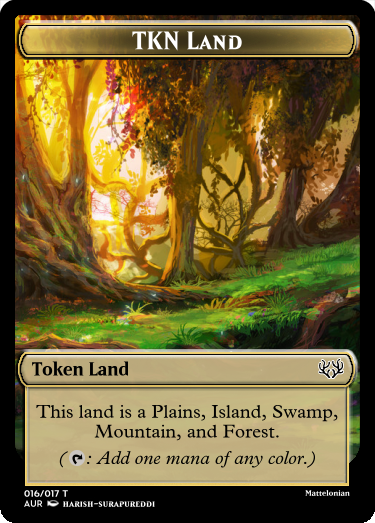 TKN Land
Token Land
This land is a Plains, Island, Swamp,
Mountain, and Forest.
( : Add one mana of any color.)
016/017 T
AUR HARISH-SURAPUREDDI
Mattelonian